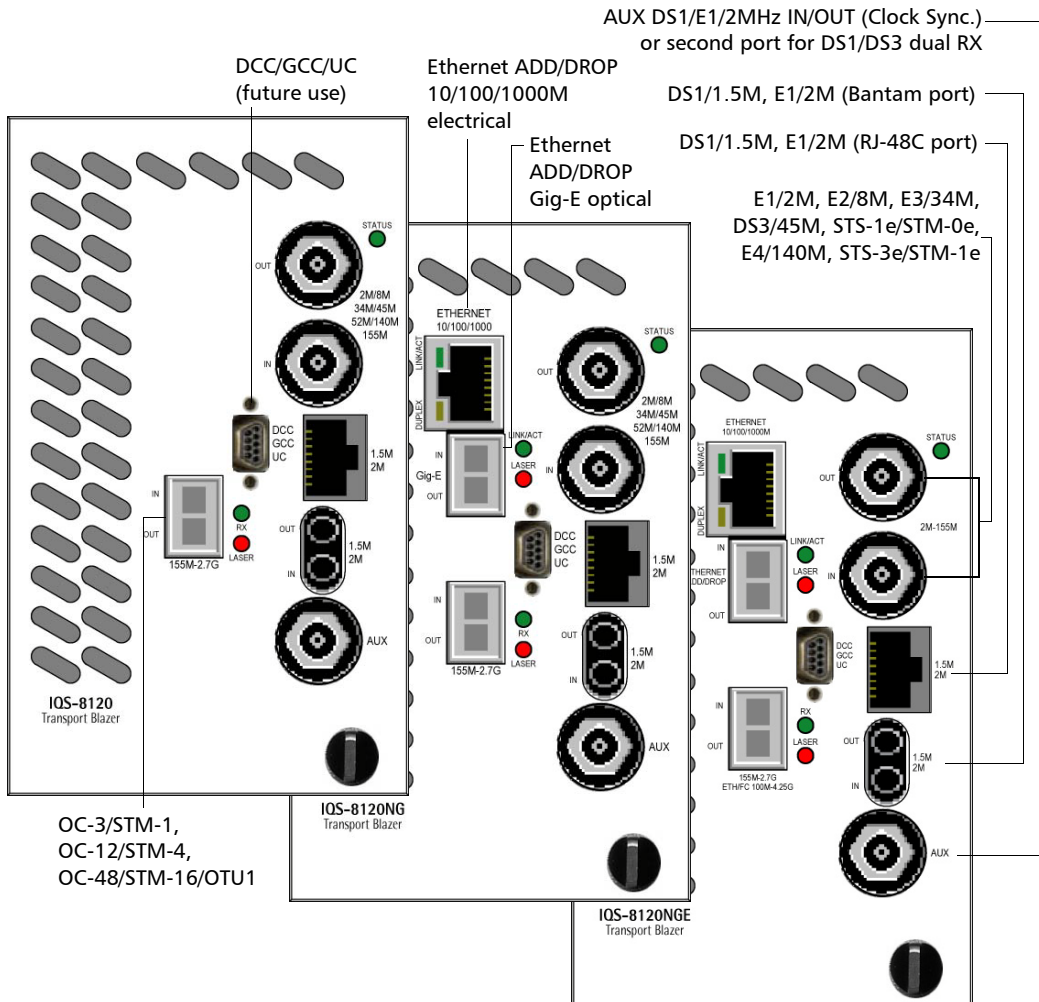 AUX DS1/E1/2MHz IN/OUT (Clock Sync.)
or second port for DS1/DS3 dual RX
DCC/GCC/UC
(future use)
Ethernet ADD/DROP
10/100/1000M
electrical
DS1/1.5M, E1/2M (Bantam port)
Ethernet
ADD/DROP
Gig-E optical
DS1/1.5M, E1/2M (RJ-48C port)
E1/2M, E2/8M, E3/34M,
DS3/45M, STS-1e/STM-0e,
E4/140M, STS-3e/STM-1e
STATUS
OUT
2M/8M
34M/45M
52M/140M
155M
IN
DCC
GCC
UC
1.5M
2M
IN
OUT
RX
LASER
155M-2.7G
OUT
IN
1.5M
2M
AUX
IQS-8120
Transport Blazer
ETHERNET
10/100/1000
LINK/ACT
DUPLEX
STATUS
OUT
2M/8M
34M/45M
52M/140M
155M
IN
IN
Gig-E
OUT
LINK/ACT
LASER
DCC
GCC
UC
1.5M
2M
IN
OUT
RX
LASER
155M-2.7G
OUT
IN
1.5M
2M
AUX
IQS-8120NG
Transport Blazer
ETHERNET
10/100/1000M
LINK/ACT
DUPLEX
STATUS
OUT
2M-155M
IN
IN
THERNET
DD/DROP
OUT
LINK/ACT
LASER
DCC
GCC
UC
1.5M
2M
IN
OUT
RX
LASER
155M-2.7G
ETH/FC 100M-4.25G
OUT
IN
1.5M
2M
AUX
IQS-8120NGE
Transport Blazer
OC-3/STM-1,
OC-12/STM-4,
OC-48/STM-16/OTU1